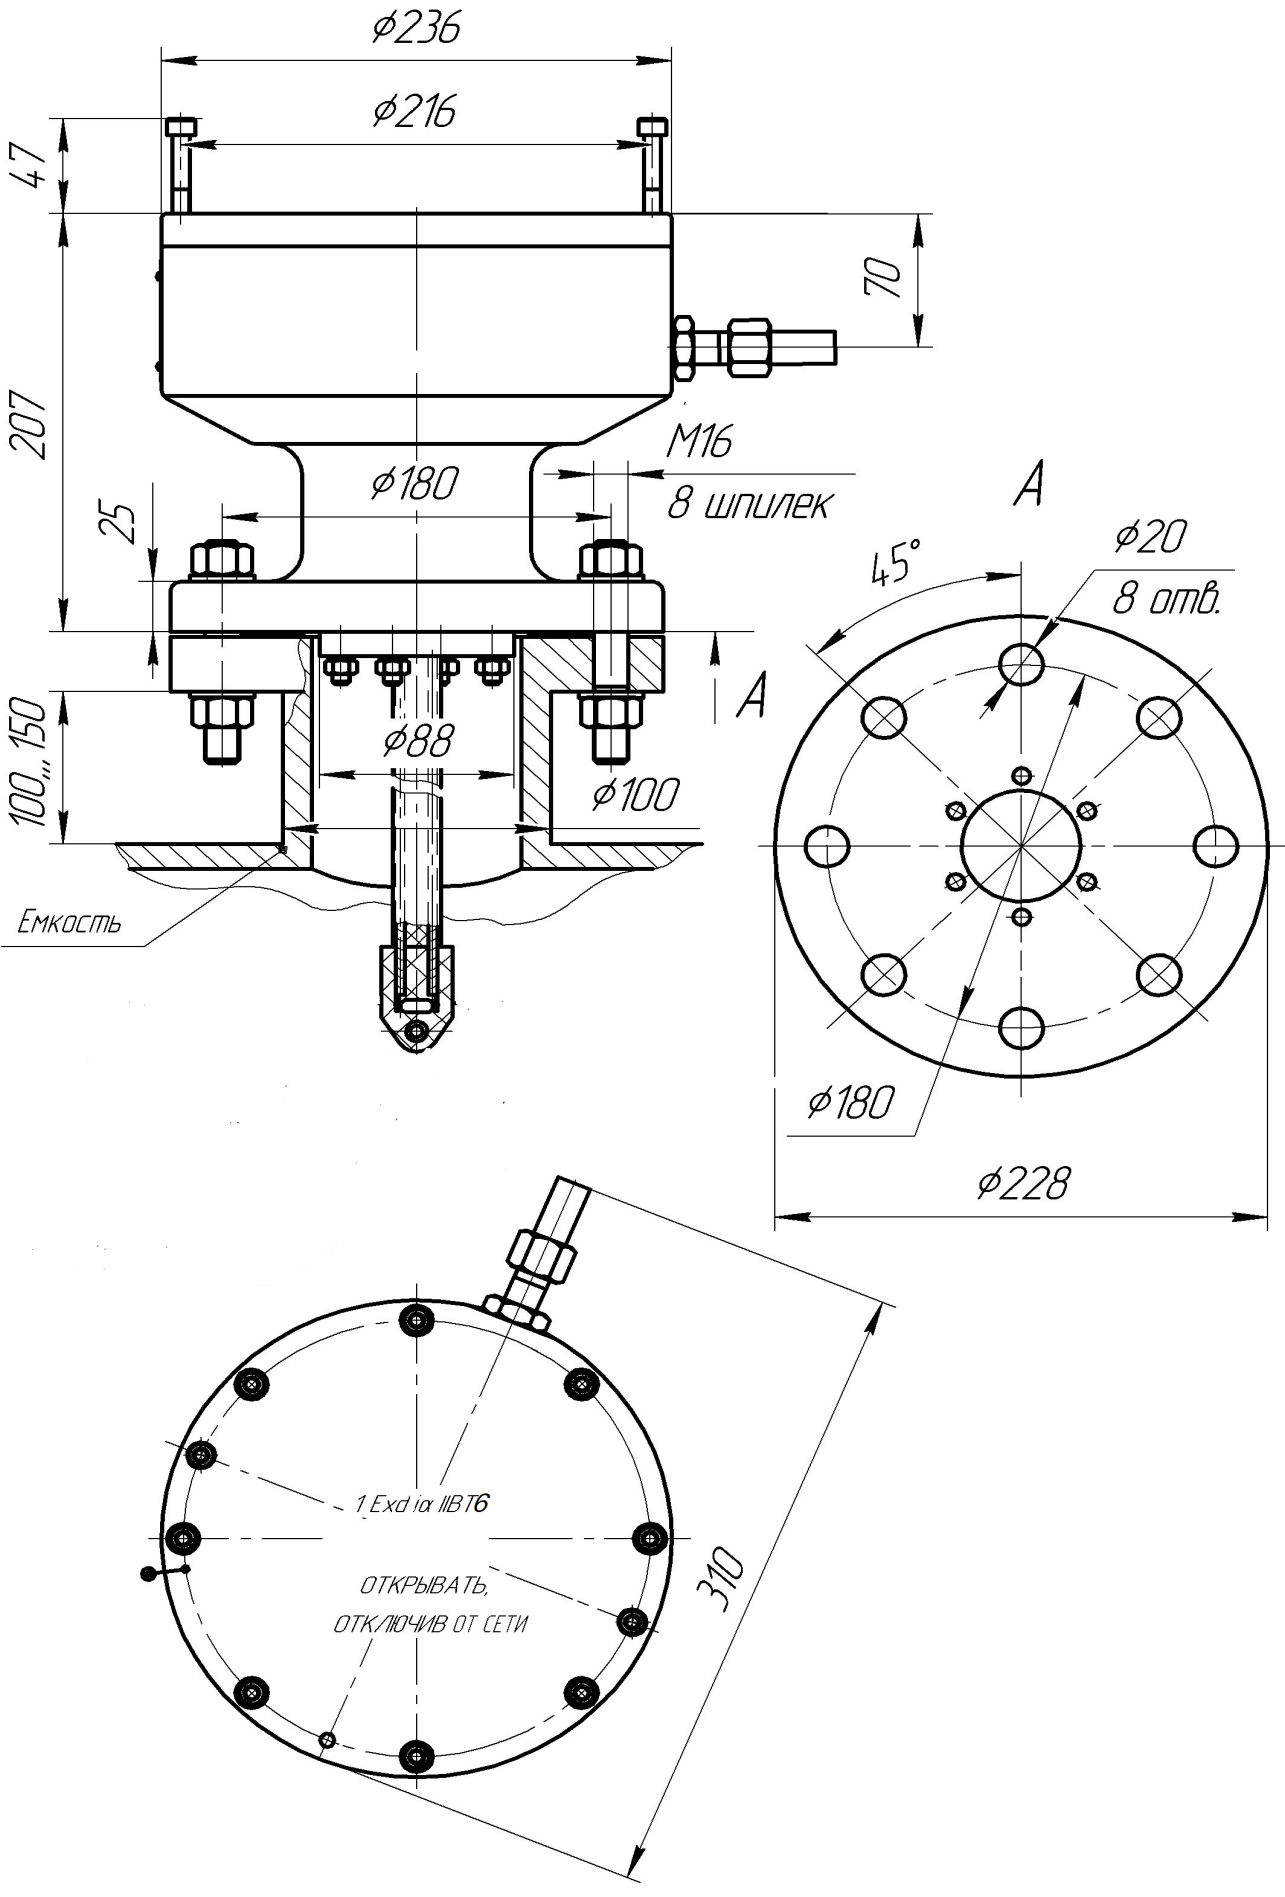 ϕ236
ϕ216
47
70
207
М16
8 шпилек
ϕ180
25
А
45°
ϕ20
8 отв.
А
100,,,150
ϕ88
ϕ100
Емкость
ϕ180
ϕ228
1 Exd ia IIBT6
310
ОТКРЫВАТЬ,
ОТКЛЮЧИВ ОТ СЕТИ